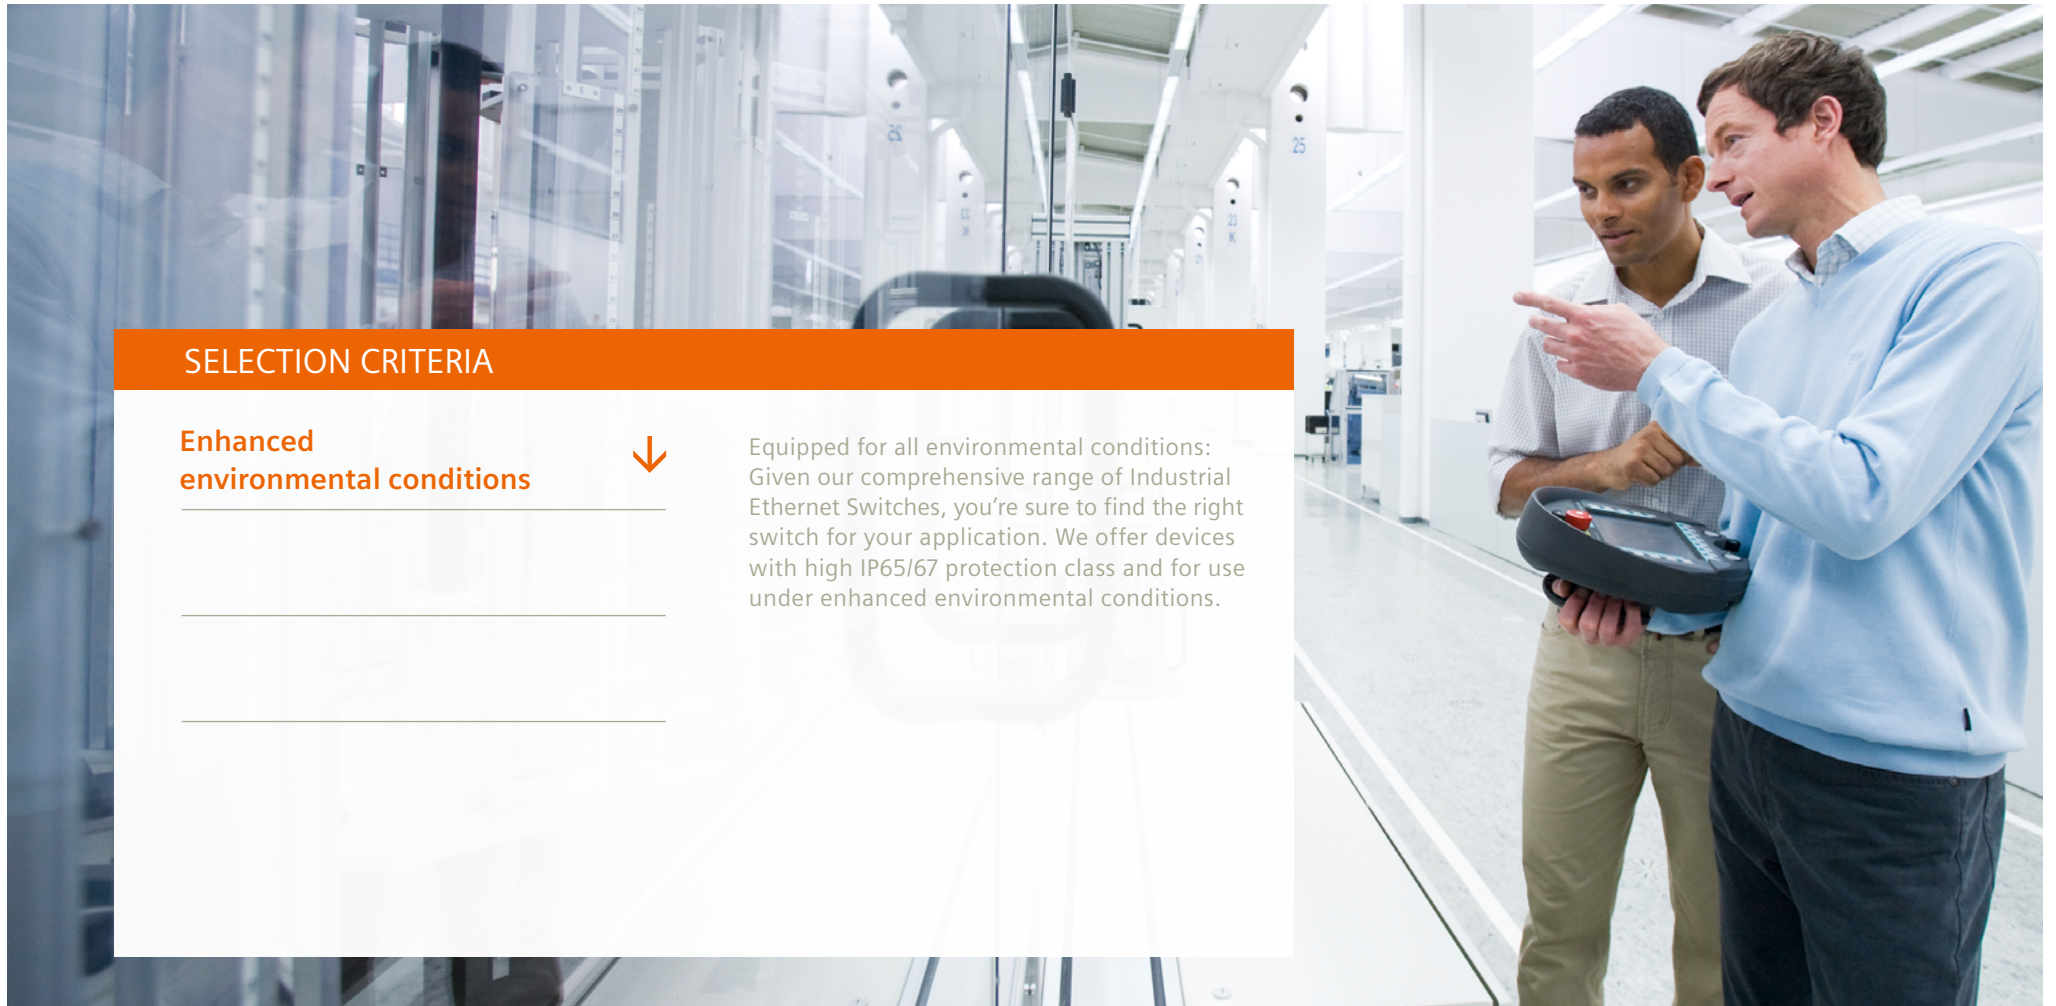 SELECTION CRITERIA
Enhanced
environmental conditions
Equipped for all environmental conditions:
Given our comprehensive range of Industrial
Ethernet Switches, you’re sure to find the right
switch for your application. We offer devices
with high IP65/67 protection class and for use
under enhanced environmental conditions.
25
23
K